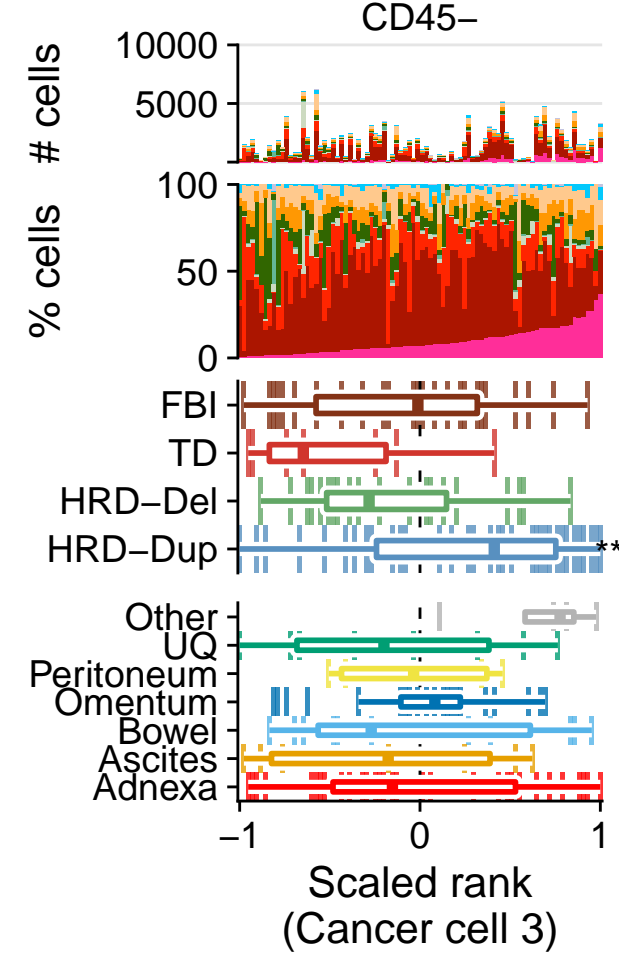 CD45−
# cells
10000
5000
% cells
100
50
0
FBI
TD
HRD−Del
HRD−Dup
**
Other
UQ
Peritoneum
Omentum
Bowel
Ascites
Adnexa
−1 0 1
Scaled rank
(Cancer cell 3)